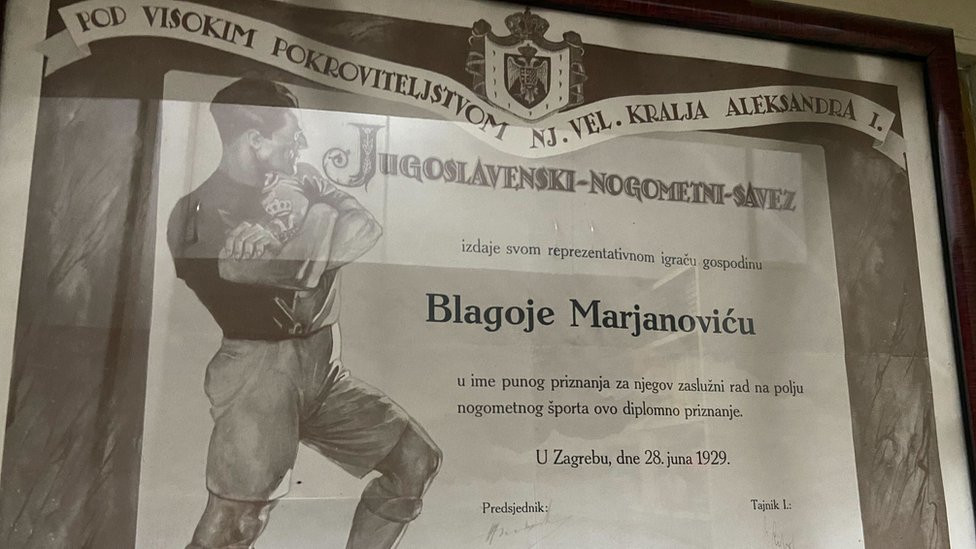 POD VISOKIM POKROVITELJSTVOM NJ. VEL. KRALJA ALEKSANDRA I.
JUGOSLAVENSKI-NOGOMETNI-SAVEZ
izdaje svom reprezentativnom igraču gospodinu
Blagoje Marjanoviću
u ime punog priznanja za njegov zaslužni rad na polju
nogometnog športa ovo diplomno priznanje.
U Zagrebu, dne 28. juna 1929.
Predsjednik: Tajnik I.: